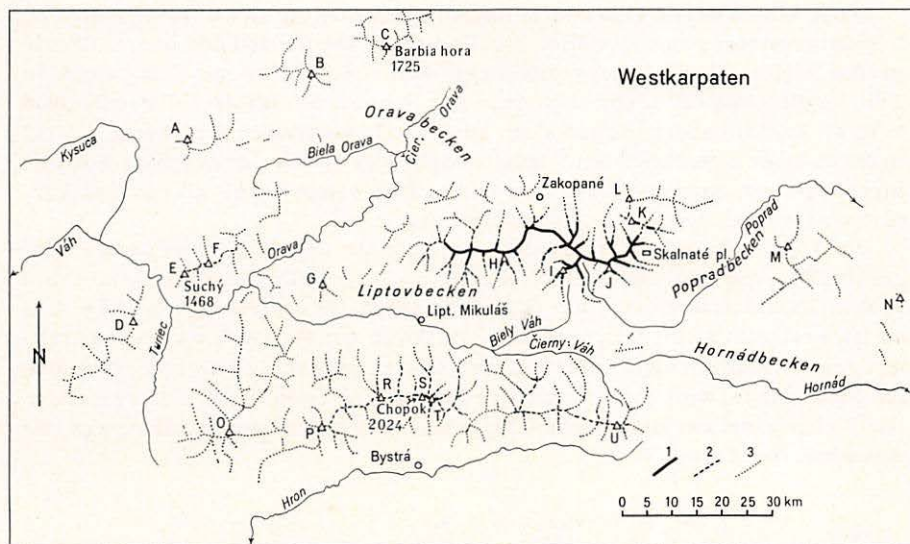 C
Barbia hora
1725
B
Westkarpaten
A
Kysuca
Oravabecken
Orava
Čier.
Biela Orava
Zakopané
L
K
Váh
Orava
F
E
Suchý
1468
G
H
I
J
Skalnaté pl.
Poprad
Popradbecken
M
N
Liptovbecken
D
Turiec
N
Lipt. Mikuláš
Biely Váh
Čierny Váh
Hornádbecken
Hornád
R
S
Chopok
2024
T
O
P
U
Bystrá
Hron
1 2 3
0 5 10 15 20 25 30 km